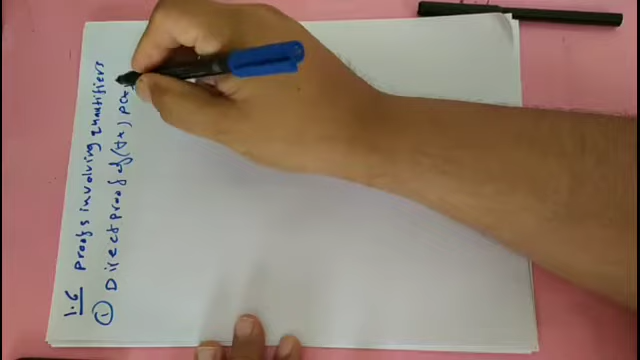 1.6 Proofs involving quantifiers
① Direct proof of (∀x) P(x